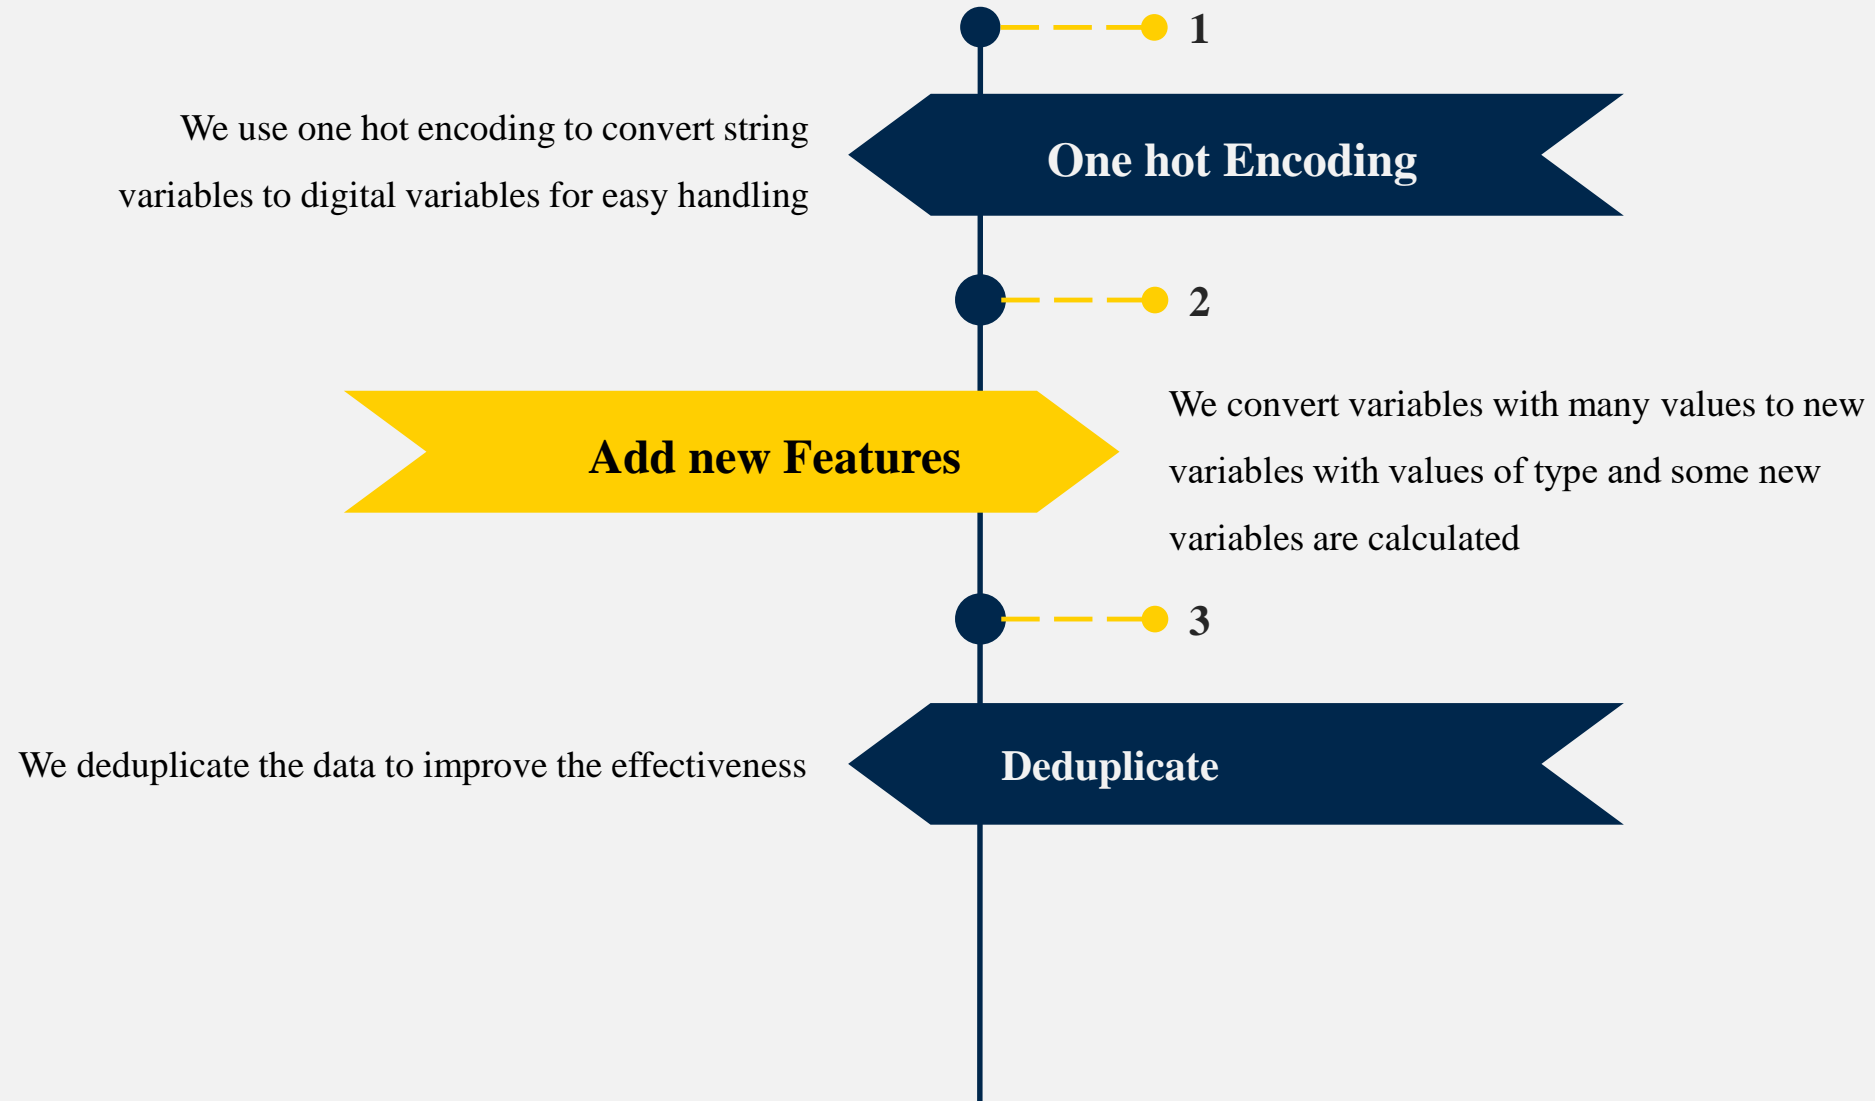 1
We use one hot encoding to convert string
variables to digital variables for easy handling
One hot Encoding
2
Add new Features
We convert variables with many values to new
variables with values of type and some new
variables are calculated
3
We deduplicate the data to improve the effectiveness
Deduplicate